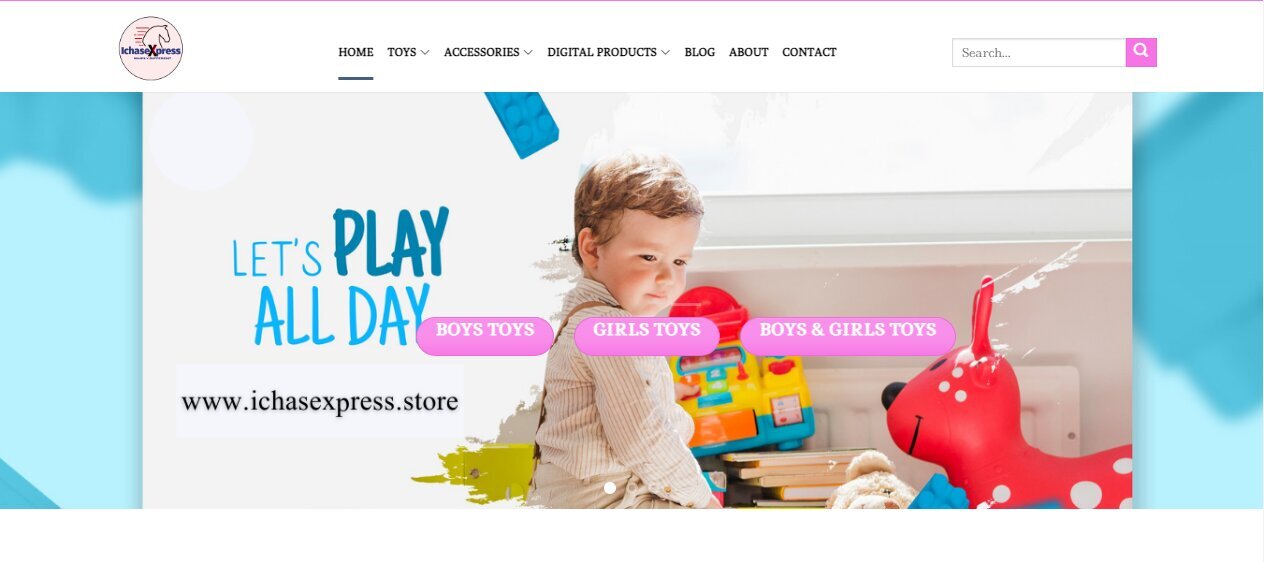 IchaseXpress
HOME TOYS ACCESSORIES DIGITAL PRODUCTS BLOG ABOUT CONTACT
Search...
LET'S PLAY
ALL DAY
BOYS TOYS GIRLS TOYS BOYS & GIRLS TOYS
www.ichasexpress.store